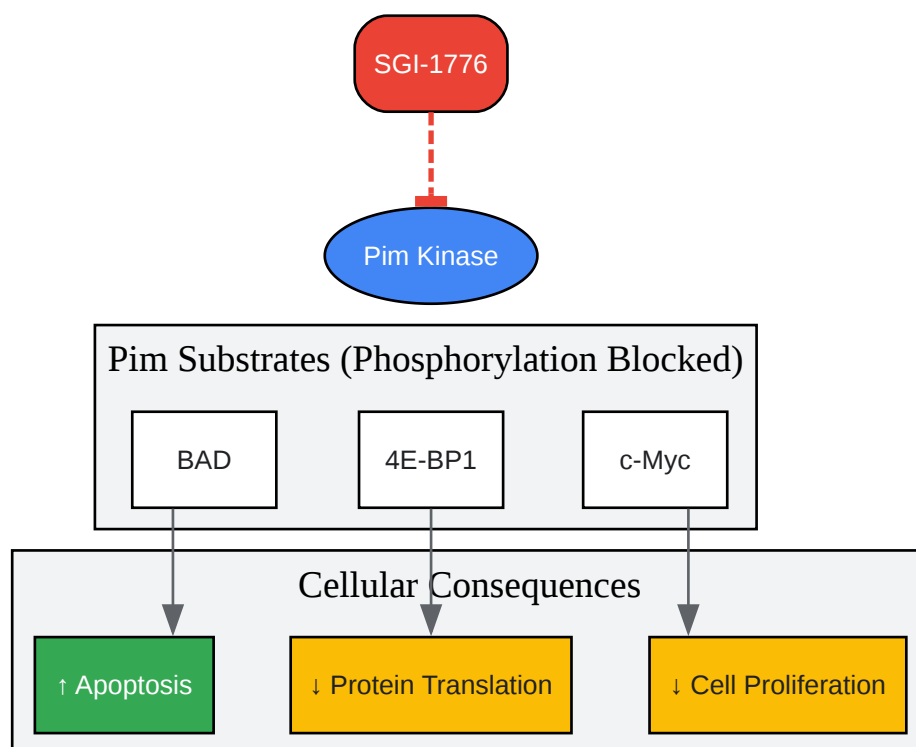 SGI-1776
Pim Kinase
Pim Substrates (Phosphorylation Blocked)
BAD
4E-BP1
c-Myc
Cellular Consequences
↑ Apoptosis
↓ Protein Translation
↓ Cell Proliferation